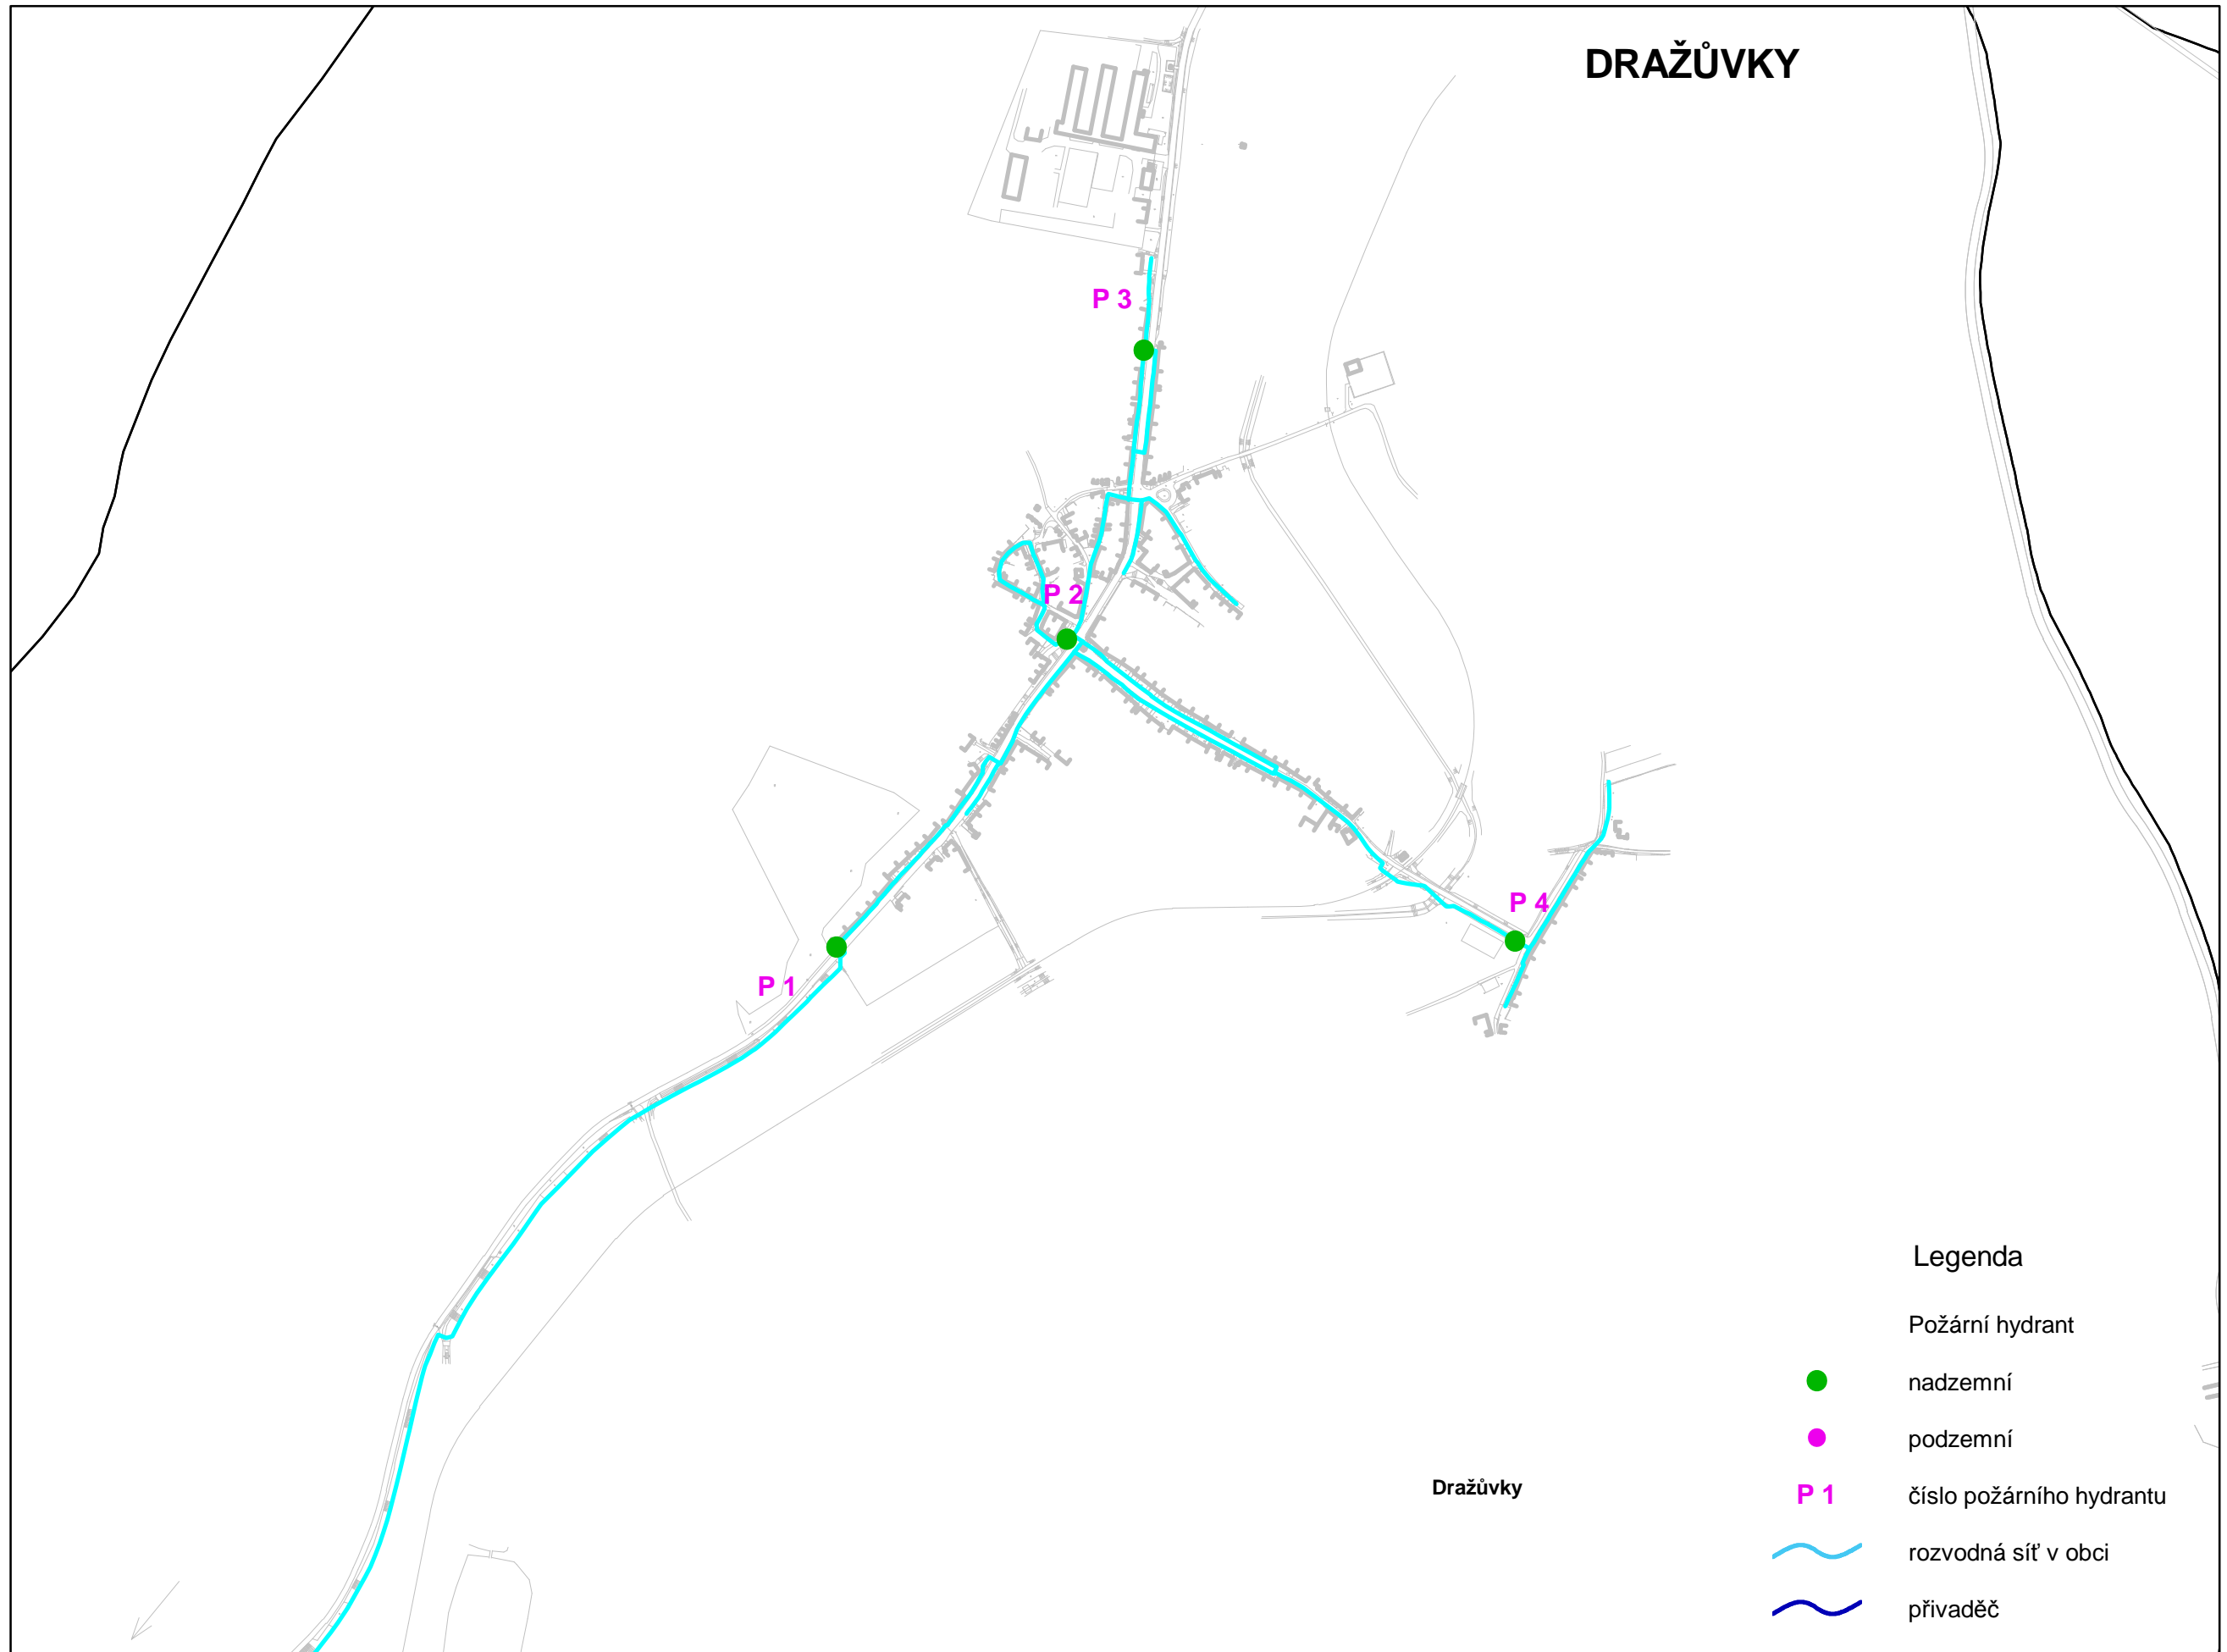 DRAŽŮVKY
P 3
P 2
P 4
P 1
Legenda
Požární hydrant
nadzemní
podzemní
Dražůvky
P 1 číslo požárního hydrantu
rozvodná síť v obci
přivaděč